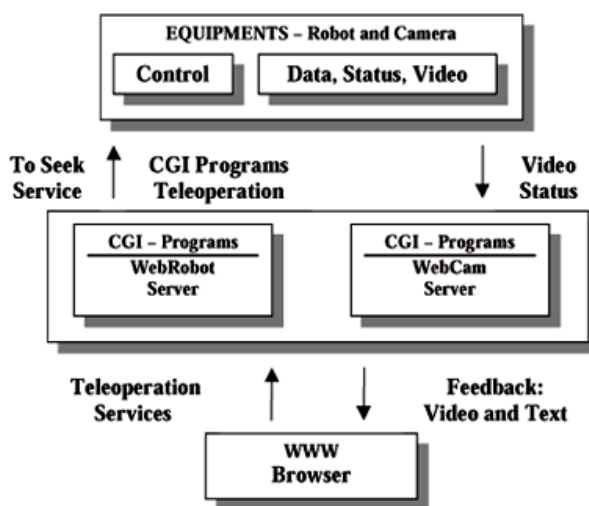 EQUIPMENTS – Robot and Camera
Control
Data, Status, Video
To Seek
Service
CGI Programs
Teleoperation
Video
Status
CGI – Programs
WebRobot
Server
CGI – Programs
WebCam
Server
Teleoperation
Services
Feedback:
Video and Text
WWW
Browser